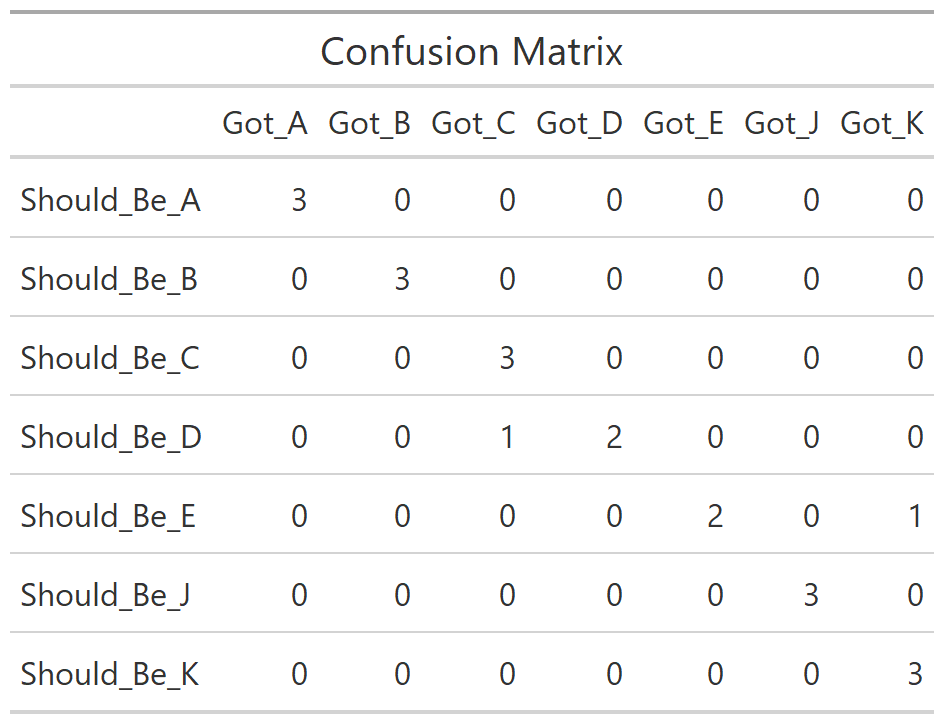 Confusion Matrix
Got_A Got_B Got_C Got_D Got_E Got_J Got_K
Should_Be_A 3 0 0 0 0 0 0
Should_Be_B 0 3 0 0 0 0 0
Should_Be_C 0 0 3 0 0 0 0
Should_Be_D 0 0 1 2 0 0 0
Should_Be_E 0 0 0 0 2 0 1
Should_Be_J 0 0 0 0 0 3 0
Should_Be_K 0 0 0 0 0 0 3